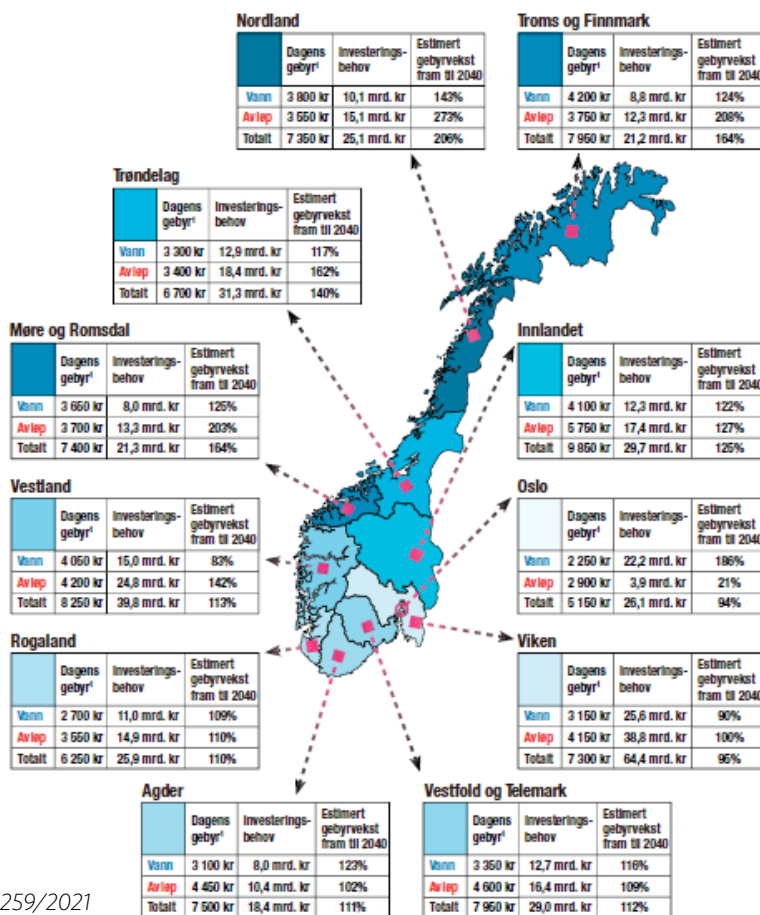 Nordland
Dagens gebyr¹ Investerings-behov Estimert gebyrvekst fram til 2040
Vann 3 800 kr 10,1 mrd. kr 143%
Avløp 3 550 kr 15,1 mrd. kr 273%
Totalt 7 350 kr 25,1 mrd. kr 206%
Troms og Finnmark
Dagens gebyr¹ Investerings-behov Estimert gebyrvekst fram til 2040
Vann 4 200 kr 8,8 mrd. kr 124%
Avløp 3 750 kr 12,3 mrd. kr 208%
Totalt 7 950 kr 21,2 mrd. kr 164%
Trøndelag
Dagens gebyr¹ Investerings-behov Estimert gebyrvekst fram til 2040
Vann 3 300 kr 12,9 mrd. kr 117%
Avløp 3 400 kr 18,4 mrd. kr 162%
Totalt 6 700 kr 31,3 mrd. kr 140%
Møre og Romsdal
Dagens gebyr¹ Investerings-behov Estimert gebyrvekst fram til 2040
Vann 3 650 kr 8,0 mrd. kr 125%
Avløp 3 700 kr 13,3 mrd. kr 203%
Totalt 7 400 kr 21,3 mrd. kr 164%
Innlandet
Dagens gebyr¹ Investerings-behov Estimert gebyrvekst fram til 2040
Vann 4 100 kr 12,3 mrd. kr 122%
Avløp 5 750 kr 17,4 mrd. kr 127%
Totalt 9 850 kr 29,7 mrd. kr 125%
Vestland
Dagens gebyr¹ Investerings-behov Estimert gebyrvekst fram til 2040
Vann 4 050 kr 15,0 mrd. kr 83%
Avløp 4 200 kr 24,8 mrd. kr 142%
Totalt 8 250 kr 39,8 mrd. kr 113%
Oslo
Dagens gebyr¹ Investerings-behov Estimert gebyrvekst fram til 2040
Vann 2 250 kr 22,2 mrd. kr 186%
Avløp 2 900 kr 3,9 mrd. kr 21%
Totalt 5 150 kr 26,1 mrd. kr 94%
Rogaland
Dagens gebyr¹ Investerings-behov Estimert gebyrvekst fram til 2040
Vann 2 700 kr 11,0 mrd. kr 109%
Avløp 3 550 kr 14,9 mrd. kr 110%
Totalt 6 250 kr 25,9 mrd. kr 110%
Viken
Dagens gebyr¹ Investerings-behov Estimert gebyrvekst fram til 2040
Vann 3 150 kr 25,6 mrd. kr 90%
Avløp 4 150 kr 38,8 mrd. kr 100%
Totalt 7 300 kr 64,4 mrd. kr 95%
Agder
Dagens gebyr¹ Investerings-behov Estimert gebyrvekst fram til 2040
Vann 3 100 kr 8,0 mrd. kr 123%
Avløp 4 450 kr 10,4 mrd. kr 102%
Totalt 7 500 kr 18,4 mrd. kr 111%
Vestfold og Telemark
Dagens gebyr¹ Investerings-behov Estimert gebyrvekst fram til 2040
Vann 3 350 kr 12,7 mrd. kr 116%
Avløp 4 600 kr 16,4 mrd. kr 109%
Totalt 7 950 kr 29,0 mrd. kr 112%
259/2021